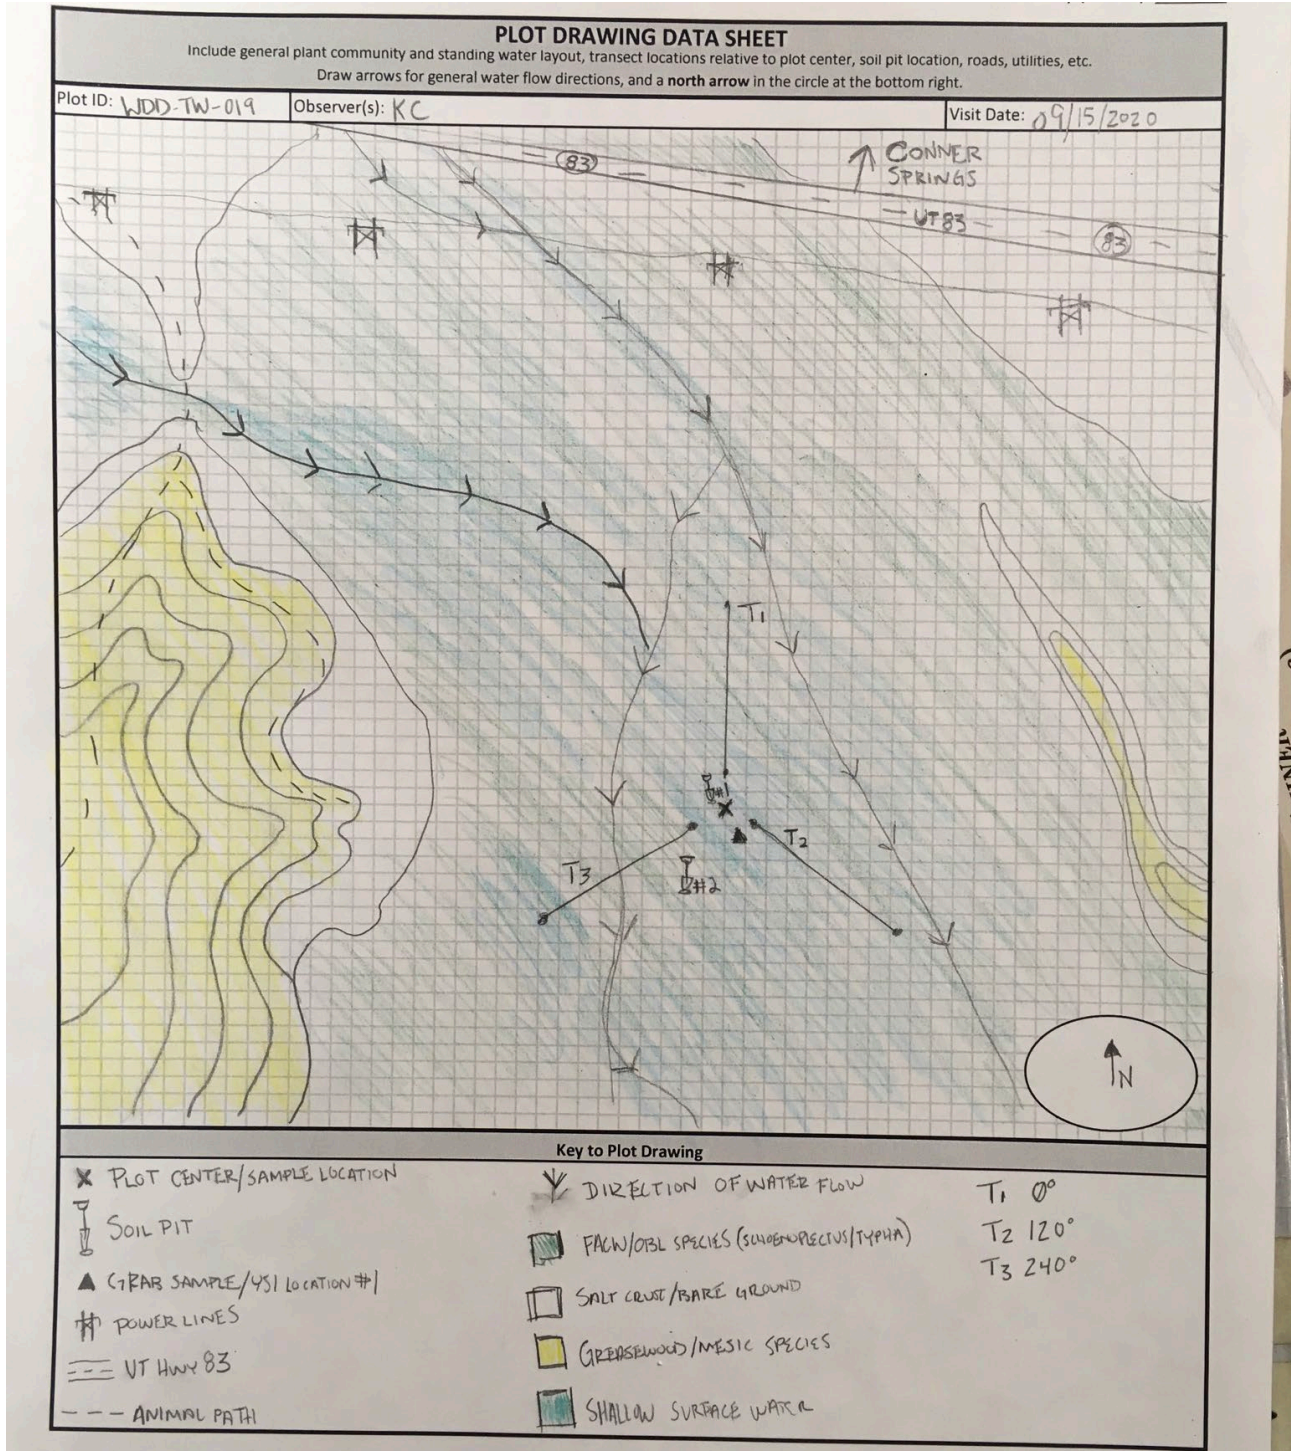 PLOT DRAWING DATA SHEET
Include general plant community and standing water layout, transect locations relative to plot center, soil pit location, roads, utilities, etc.
Draw arrows for general water flow directions, and a north arrow in the circle at the bottom right.
Plot ID: WDD-TW-019 Observer(s): KC Visit Date: 09/15/2020
CONNER
SPRINGS
83
UT 83
83
T1
#1
T2
T3
#2
N
Key to Plot Drawing
X PLOT CENTER/SAMPLE LOCATION
SOIL PIT
GRAB SAMPLE/YSI LOCATION #1
POWER LINES
UT HWY 83
ANIMAL PATH
DIRECTION OF WATER FLOW
FACW/OBL SPECIES (SCHOENOPLECTUS/TYPHA)
SALT CRUST/BARE GROUND
GREASEWOOD/MESIC SPECIES
SHALLOW SURFACE WATER
T1 0°
T2 120°
T3 240°